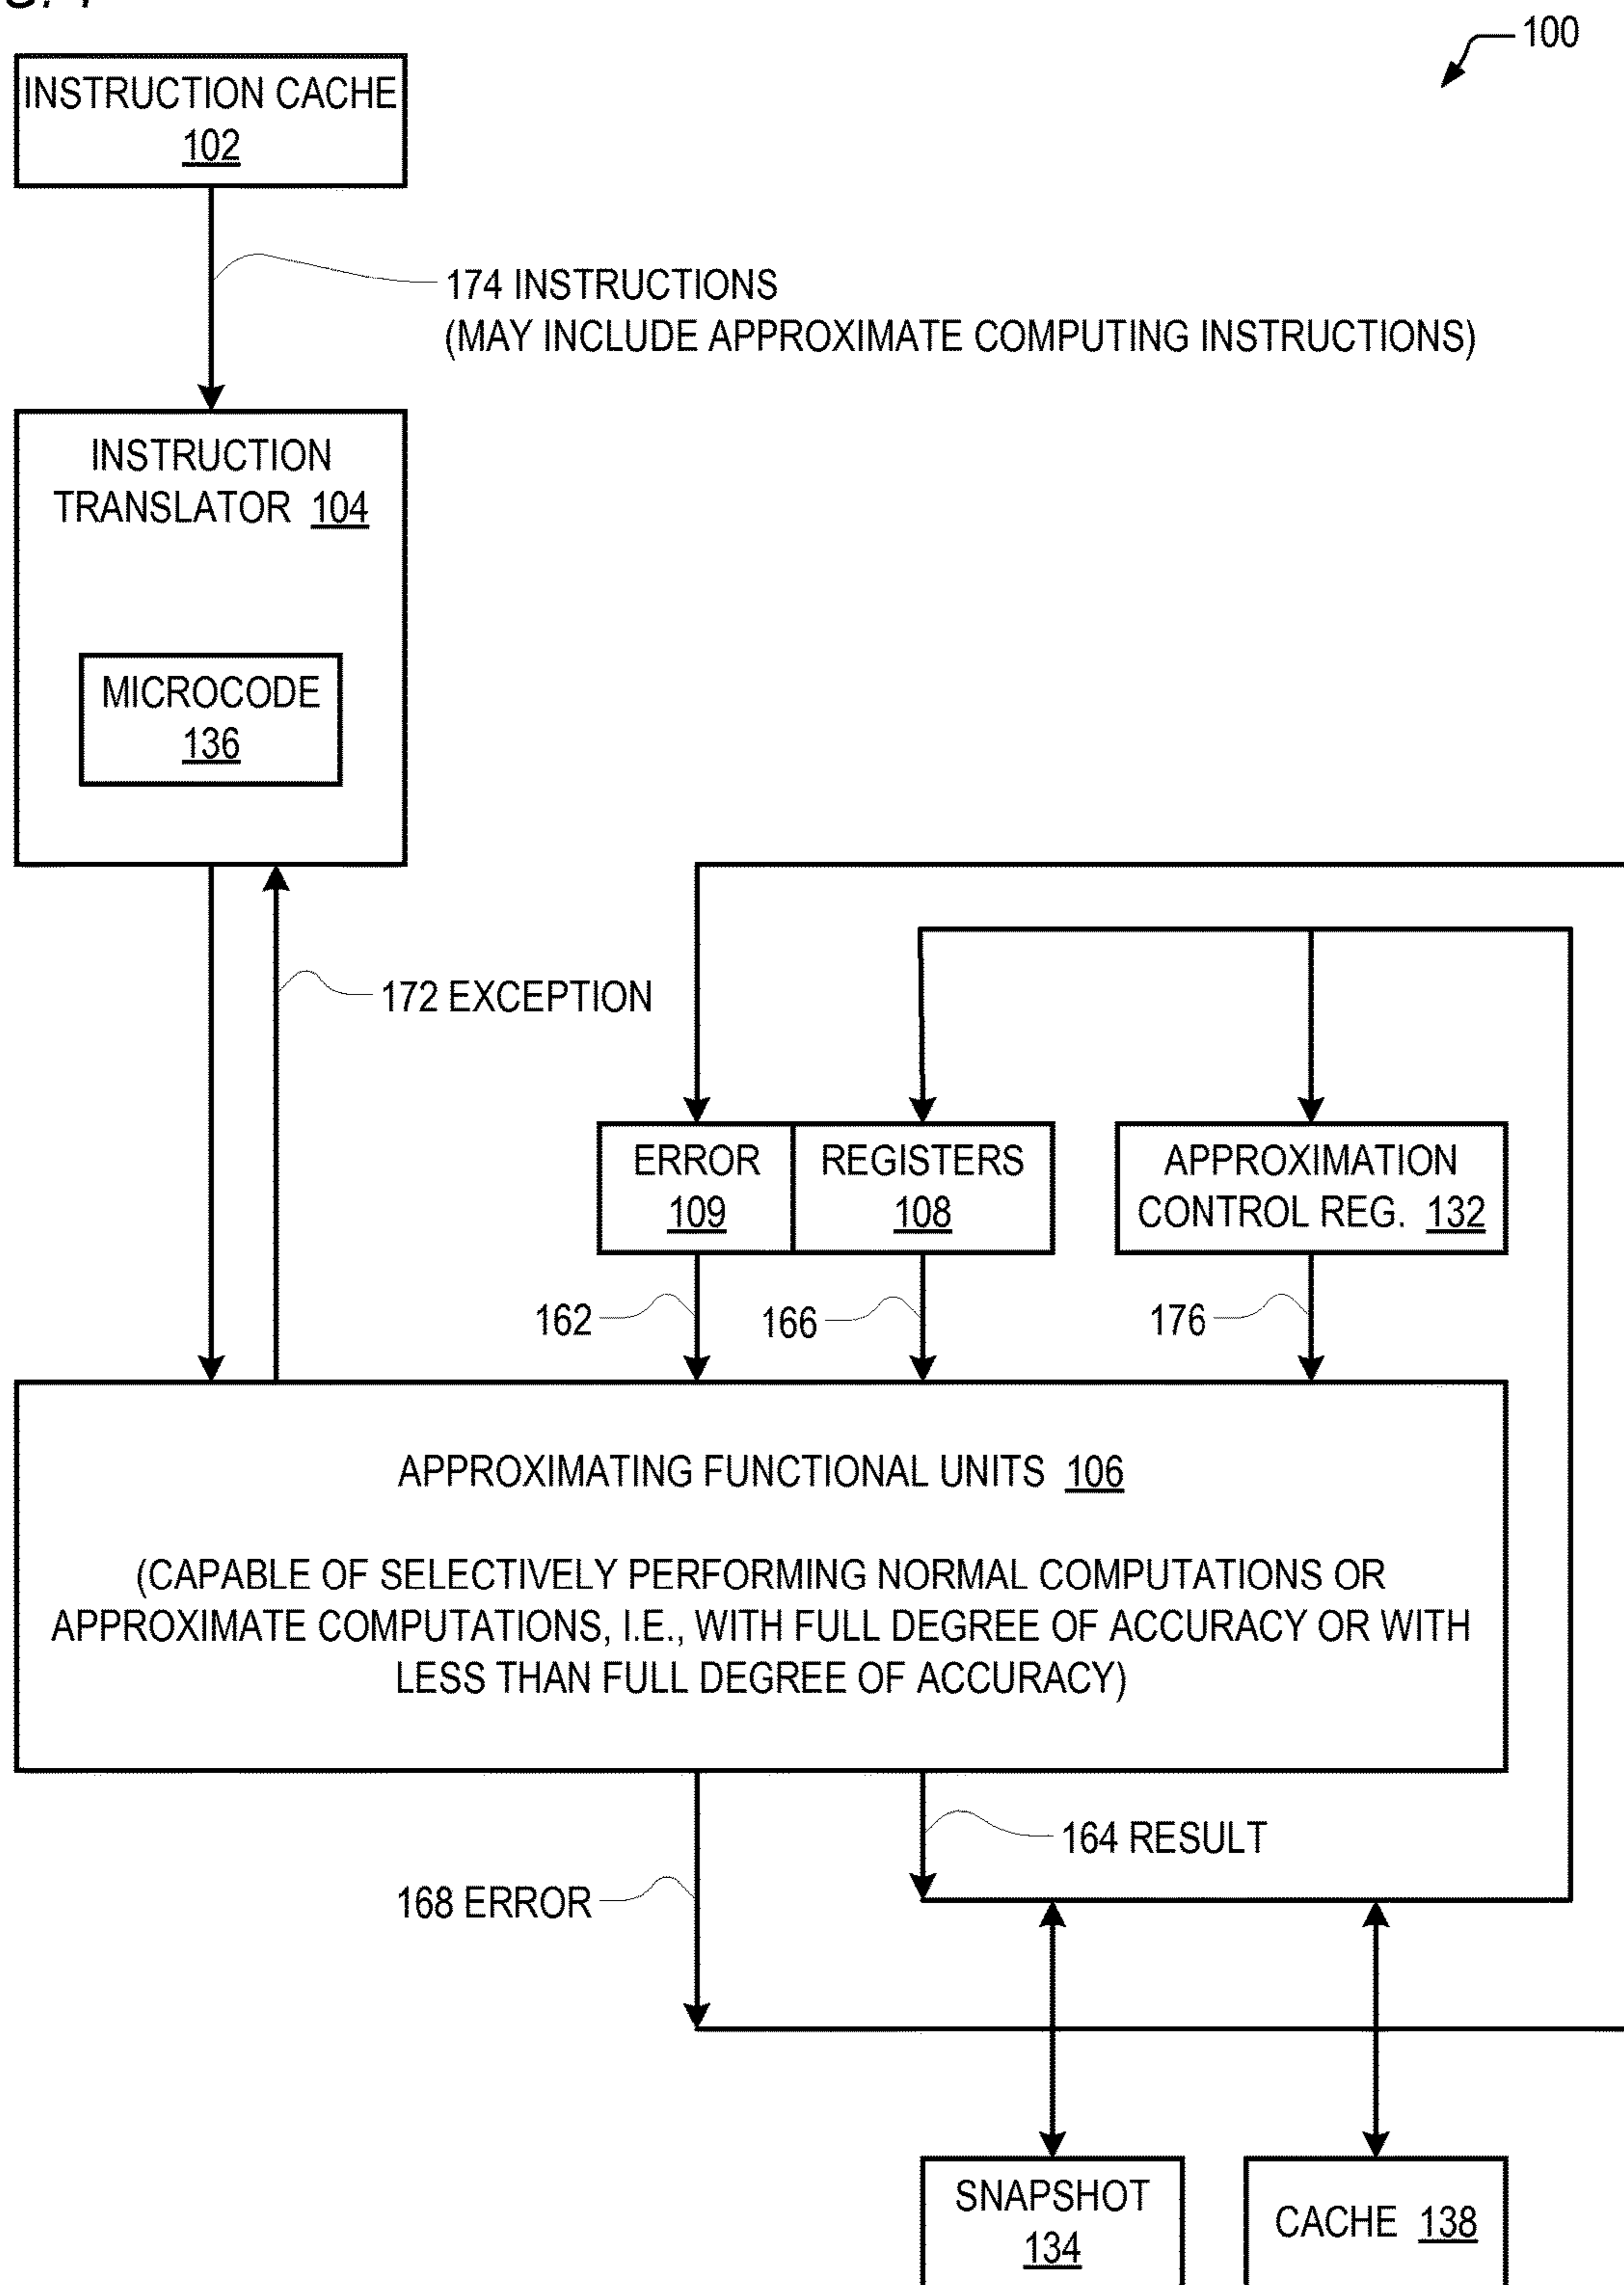 100
INSTRUCTION CACHE
102
174 INSTRUCTIONS
(MAY INCLUDE APPROXIMATE COMPUTING INSTRUCTIONS)
INSTRUCTION
TRANSLATOR 104
MICROCODE
136
172 EXCEPTION
ERROR
109
REGISTERS
108
APPROXIMATION
CONTROL REG. 132
162
166
176
APPROXIMATING FUNCTIONAL UNITS 106
(CAPABLE OF SELECTIVELY PERFORMING NORMAL COMPUTATIONS OR
APPROXIMATE COMPUTATIONS, I.E., WITH FULL DEGREE OF ACCURACY OR WITH
LESS THAN FULL DEGREE OF ACCURACY)
164 RESULT
168 ERROR
SNAPSHOT
134
CACHE 138